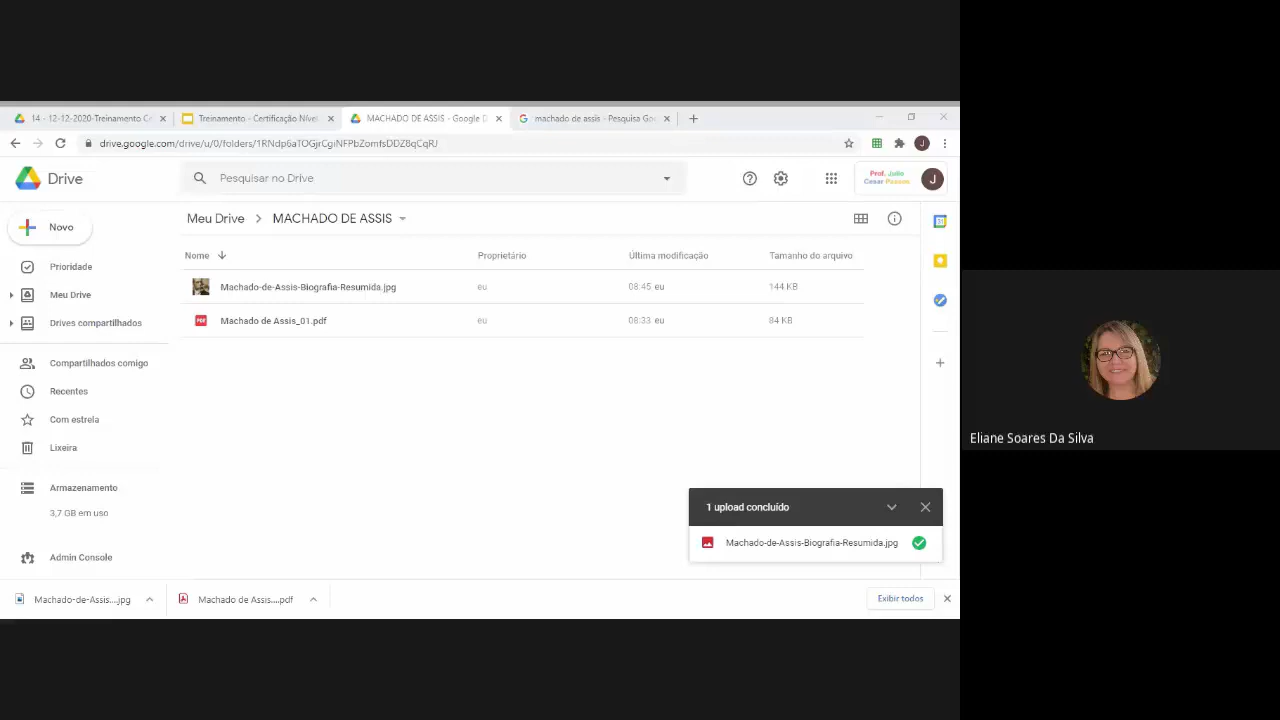 14 - 12-12-2020-Treinamento Ce
Treinamento - Certificação Nível
MACHADO DE ASSIS - Google D
machado de assis - Pesquisa Goo
drive.google.com/drive/u/0/folders/
J
Drive
Pesquisar no Drive
Prof. Julio
Cesar Passos
J
Novo
Meu Drive > MACHADO DE ASSIS
Nome
Proprietário
Última modificação
Tamanho do arquivo
Prioridade
Machado-de-Assis-Biografia-Resumida.jpg
eu
08:45 eu
144 KB
Meu Drive
PDF
Machado de Assis_01.pdf
eu
08:33 eu
84 KB
Drives compartilhados
Compartilhados comigo
Recentes
Com estrela
Lixeira
Armazenamento
3,7 GB em uso
Admin Console
Eliane Soares Da Silva
1 upload concluído
Machado-de-Assis-Biografia-Resumida.jpg
Machado-de-Assis....jpg
Machado de Assis....pdf
Exibir todos